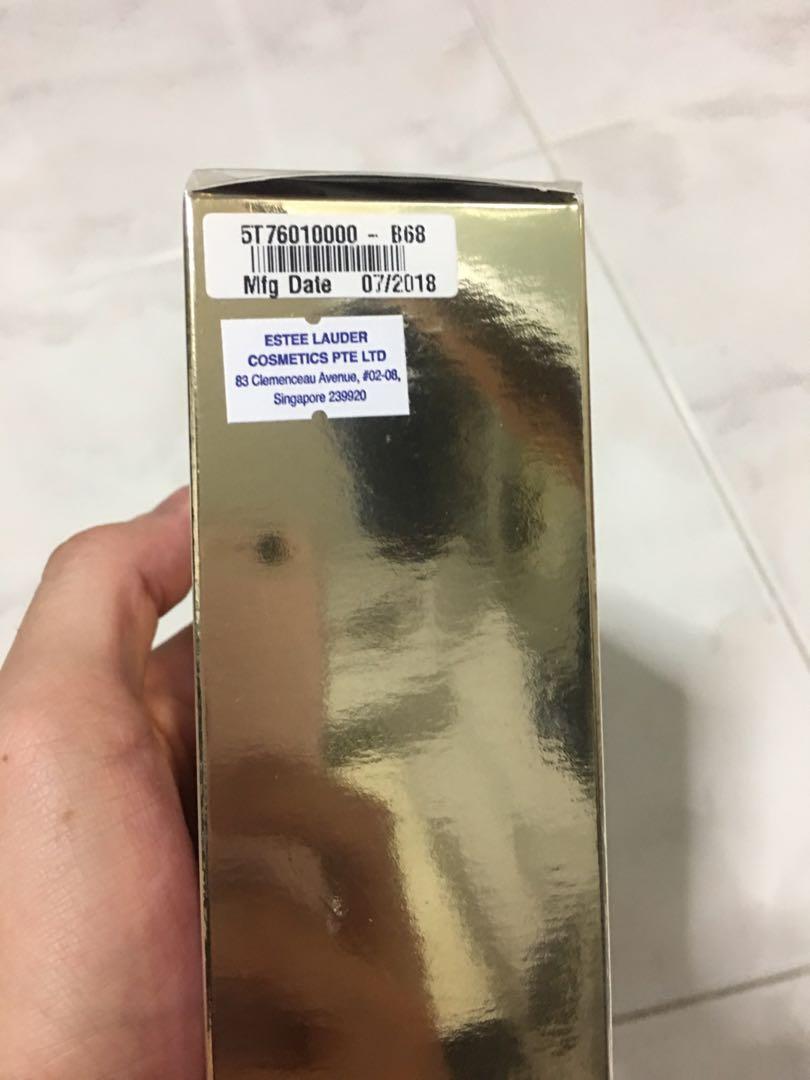 5T76010000 - B68
Mfg Date 07/2018
ESTEE LAUDER
COSMETICS PTE LTD
83 Clemenceau Avenue, #02-08,
Singapore 239920